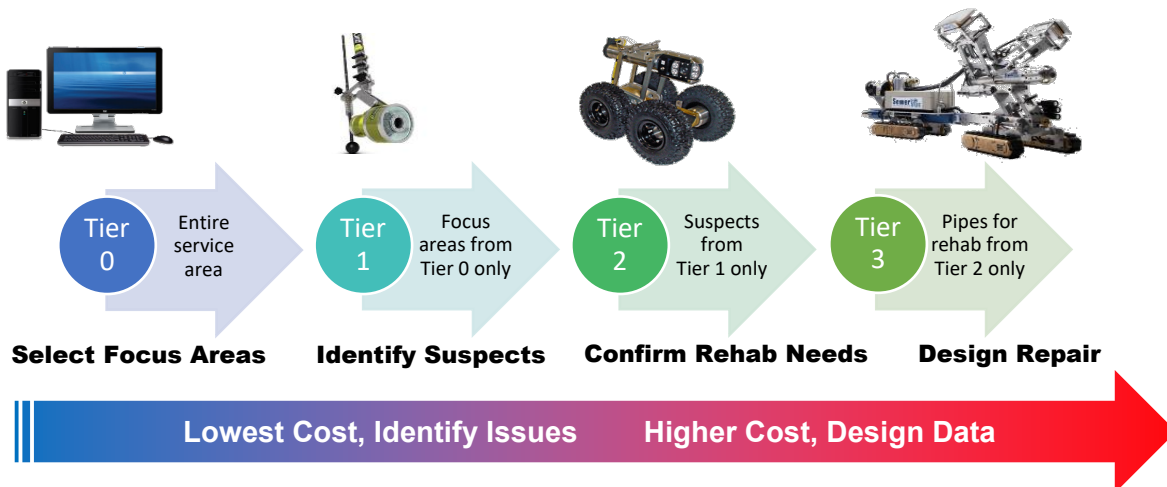 Sewer
Tier
0
Entire
service
area
Tier
1
Focus
areas from
Tier 0 only
Tier
2
Suspects
from
Tier 1 only
Tier
3
Pipes for
rehab from
Tier 2 only
Select Focus Areas
Identify Suspects
Confirm Rehab Needs
Design Repair
Lowest Cost, Identify Issues
Higher Cost, Design Data